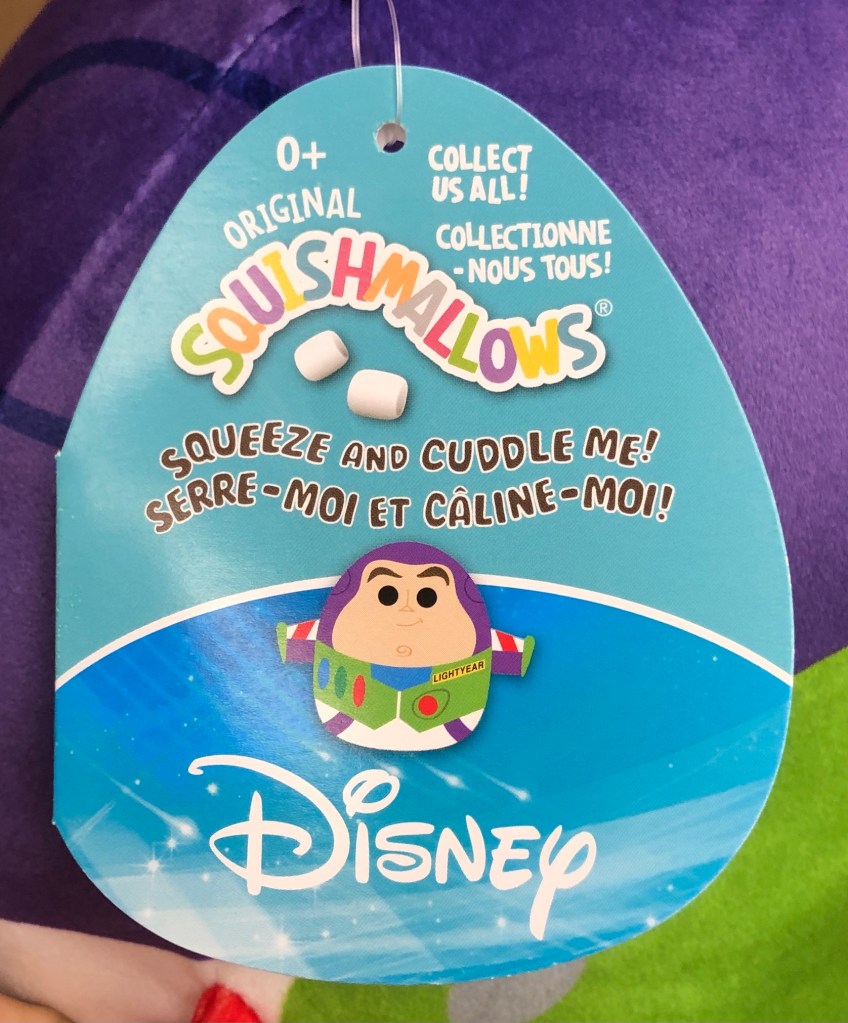 0+
COLLECT
US ALL!
ORIGINAL
COLLECTIONNE
-NOUS TOUS!
SQUISHMALLOWS®
SQUEEZE AND CUDDLE ME!
SERRE-MOI ET CÂLINE-MOI!
LIGHTYEAR
Disney